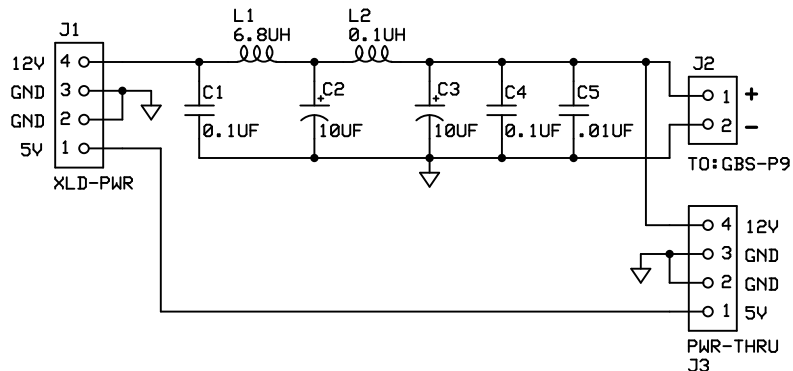 J1
12V 4
GND 3
GND 2
5V 1
XLD-PWR
L1
6.8UH
L2
0.1UH
C1
0.1UF
+ C2
10UF
+ C3
10UF
C4
0.1UF
C5
.01UF
J2
1 +
2 −
TO:GBS-P9
4 12V
3 GND
2 GND
1 5V
PWR-THRU
J3